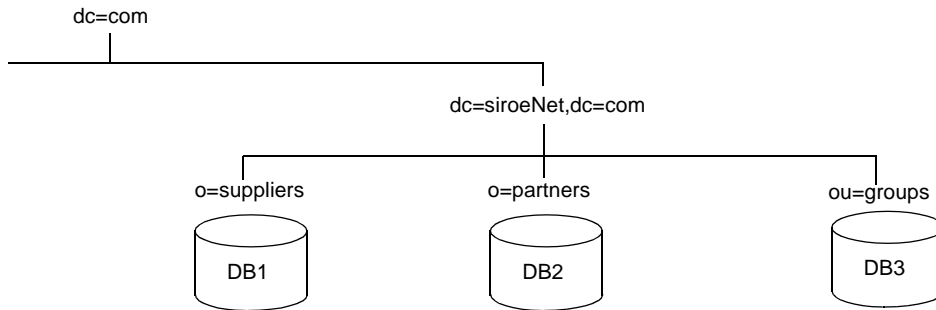 dc=com
dc=siroeNet,dc=com
o=suppliers
o=partners
ou=groups
DB1
DB2
DB3